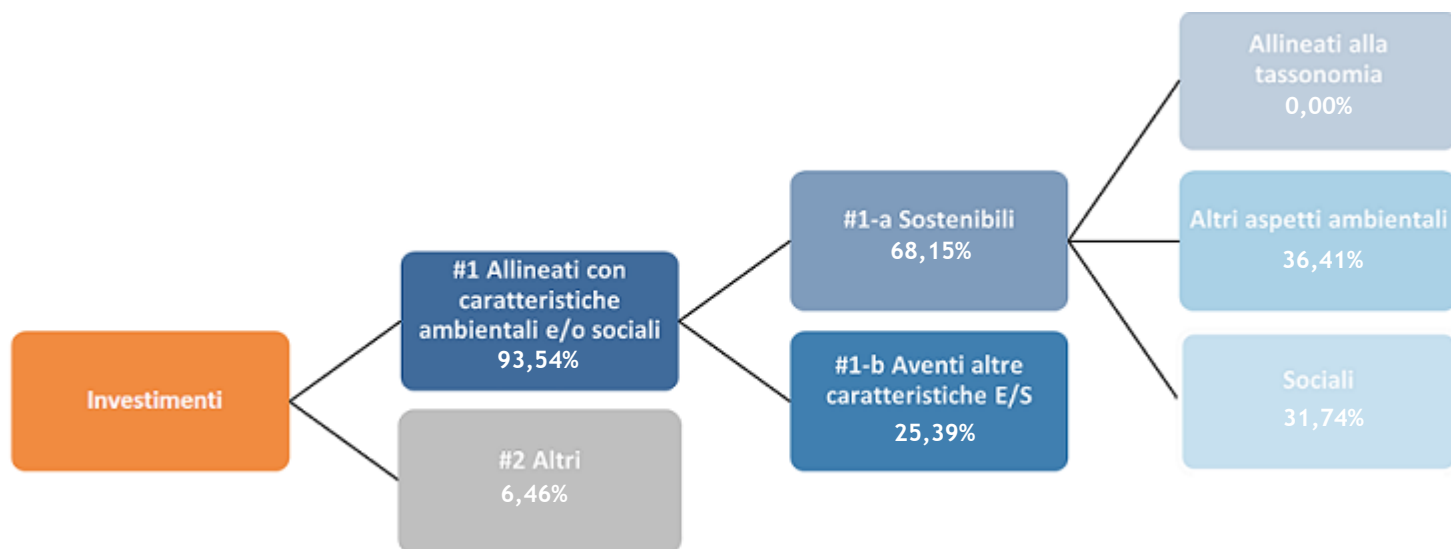 Investimenti
#1 Allineati con
caratteristiche
ambientali e/o sociali
93,54%
#2 Altri
6,46%
#1-a Sostenibili
68,15%
#1-b Aventi altre
caratteristiche E/S
25,39%
Allineati alla
tassonomia
0,00%
Altri aspetti ambientali
36,41%
Sociali
31,74%